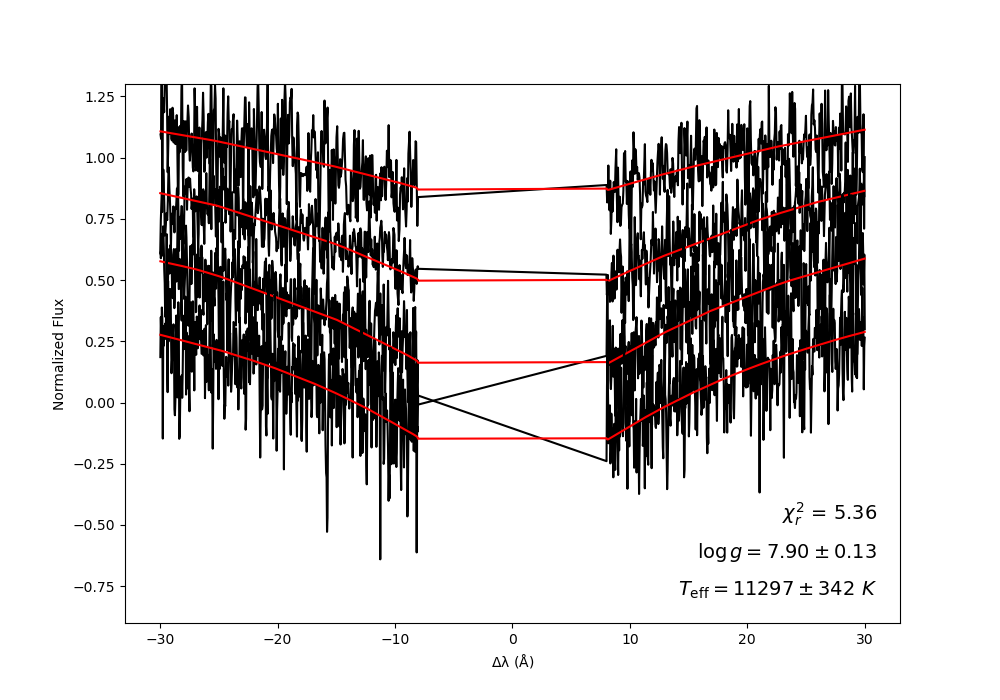 1.25
1.00
0.75
0.50
0.25
0.00
−0.25
−0.50
−0.75
Normalized Flux
χ²ᵣ = 5.36
log g = 7.90 ± 0.13
T_eff = 11297 ± 342 K
−30 −20 −10 0 10 20 30
Δλ (Å)